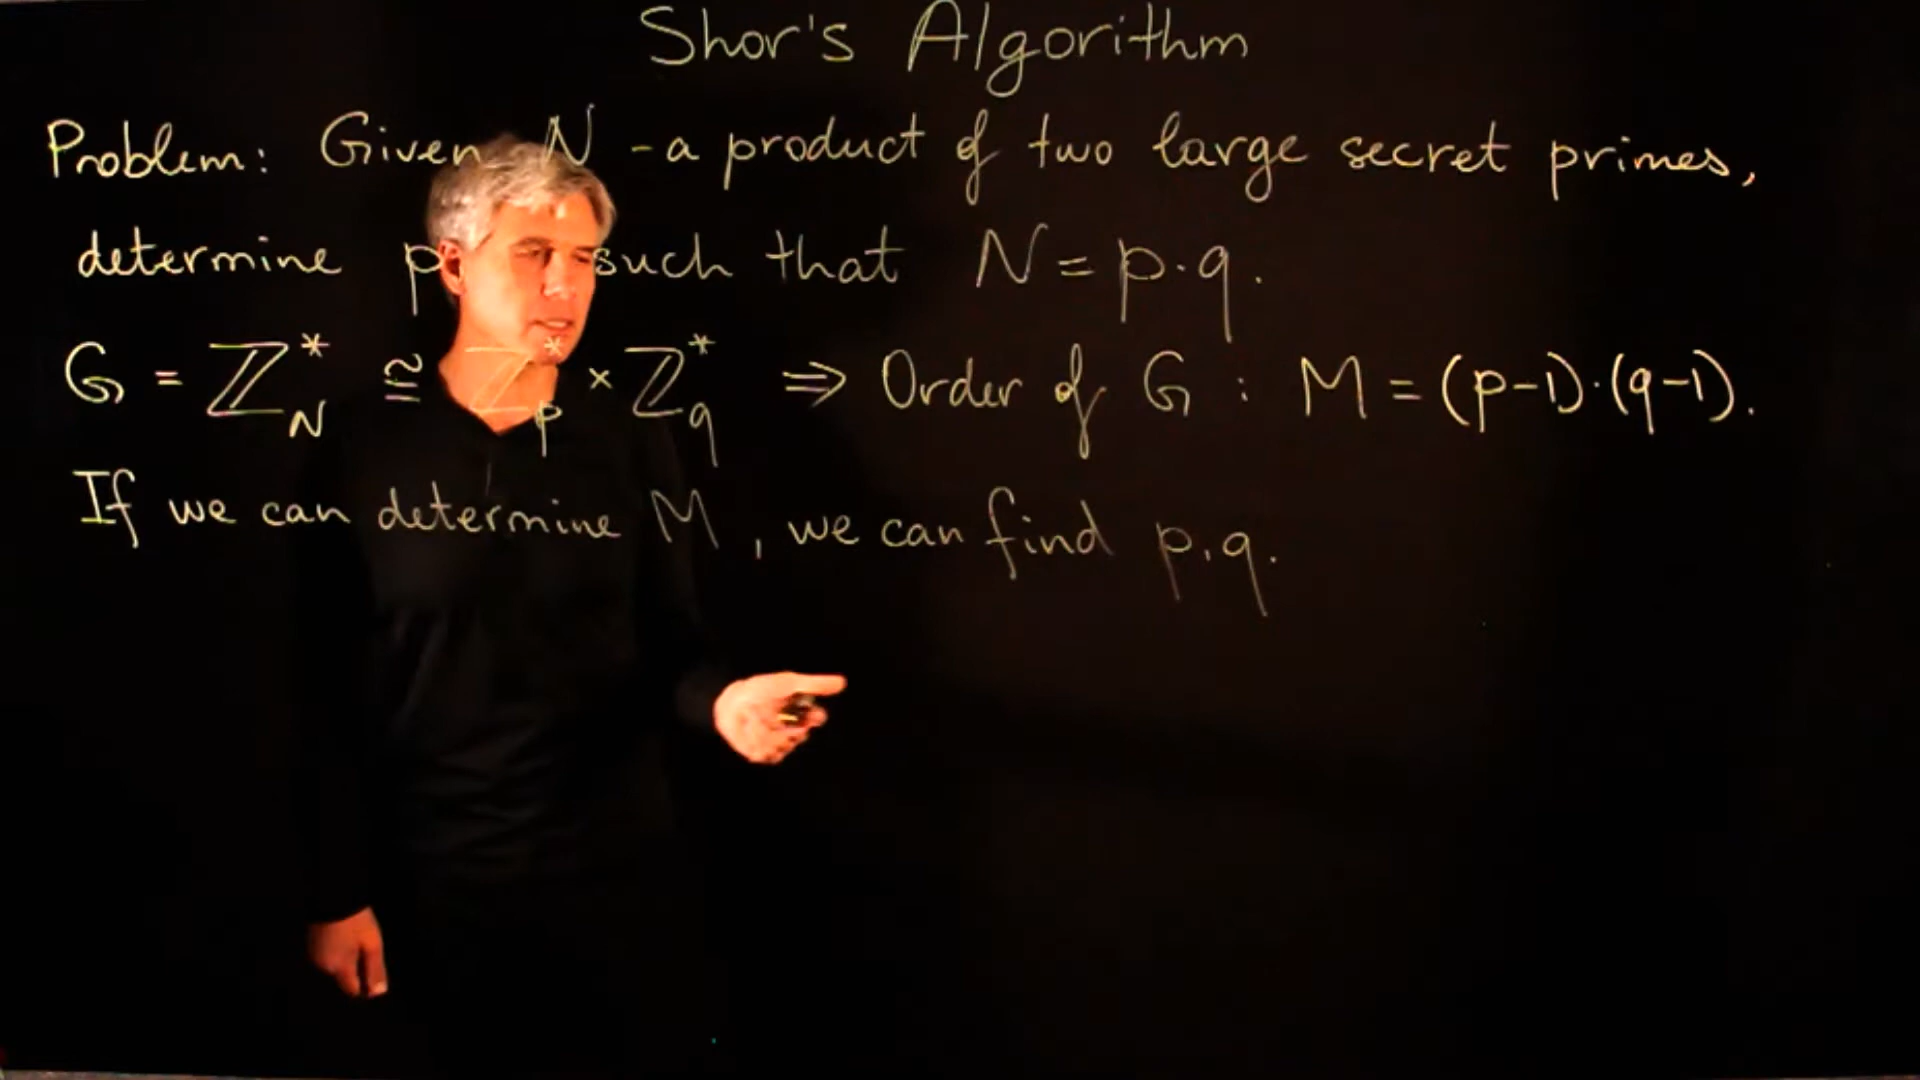 Shor's Algorithm
Problem: Given N - a product of two large secret primes,
determine p such that N = p·q.
G = ℤ*_N ≅ ℤ*_p × ℤ*_q ⇒ Order of G : M = (p-1)·(q-1).
If we can determine M, we can find p,q.